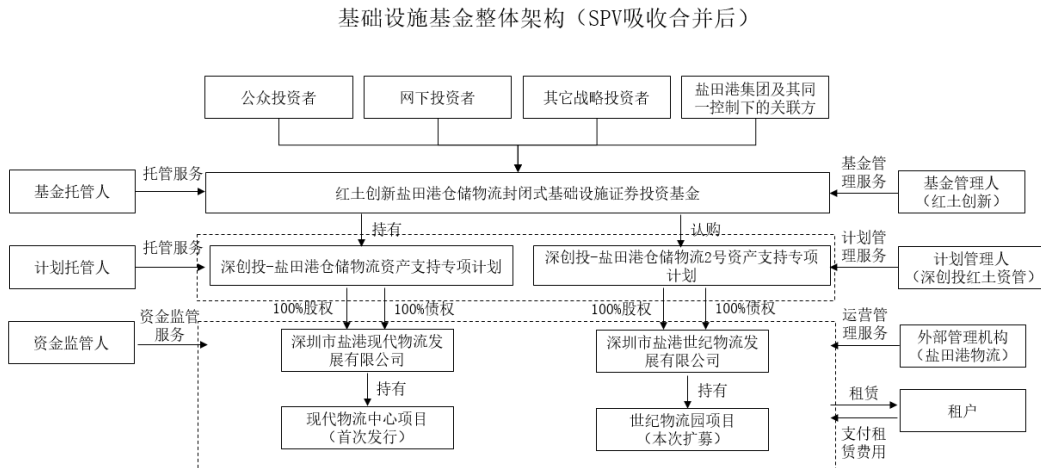 基础设施基金整体架构（SPV吸收合并后）
公众投资者
网下投资者
其它战略投资者
盐田港集团及其同
一控制下的关联方
基金托管人
托管服务
红土创新盐田港仓储物流封闭式基础设施证券投资基金
基金管
理服务
基金管理人
（红土创新）
持有
认购
计划托管人
托管服务
深创投-盐田港仓储物流资产支持专项计划
深创投-盐田港仓储物流2号资产支持专项
计划
计划管
理服务
计划管理人
（深创投红土资管）
100%股权
100%债权
100%股权
100%债权
资金监管人
资金监管
服务
深圳市盐港现代物流发
展有限公司
深圳市盐港世纪物流发
展有限公司
运营管
理服务
外部管理机构
（盐田港物流）
持有
持有
现代物流中心项目
（首次发行）
世纪物流园项目
（本次扩募）
租赁
支付租
赁费用
租户